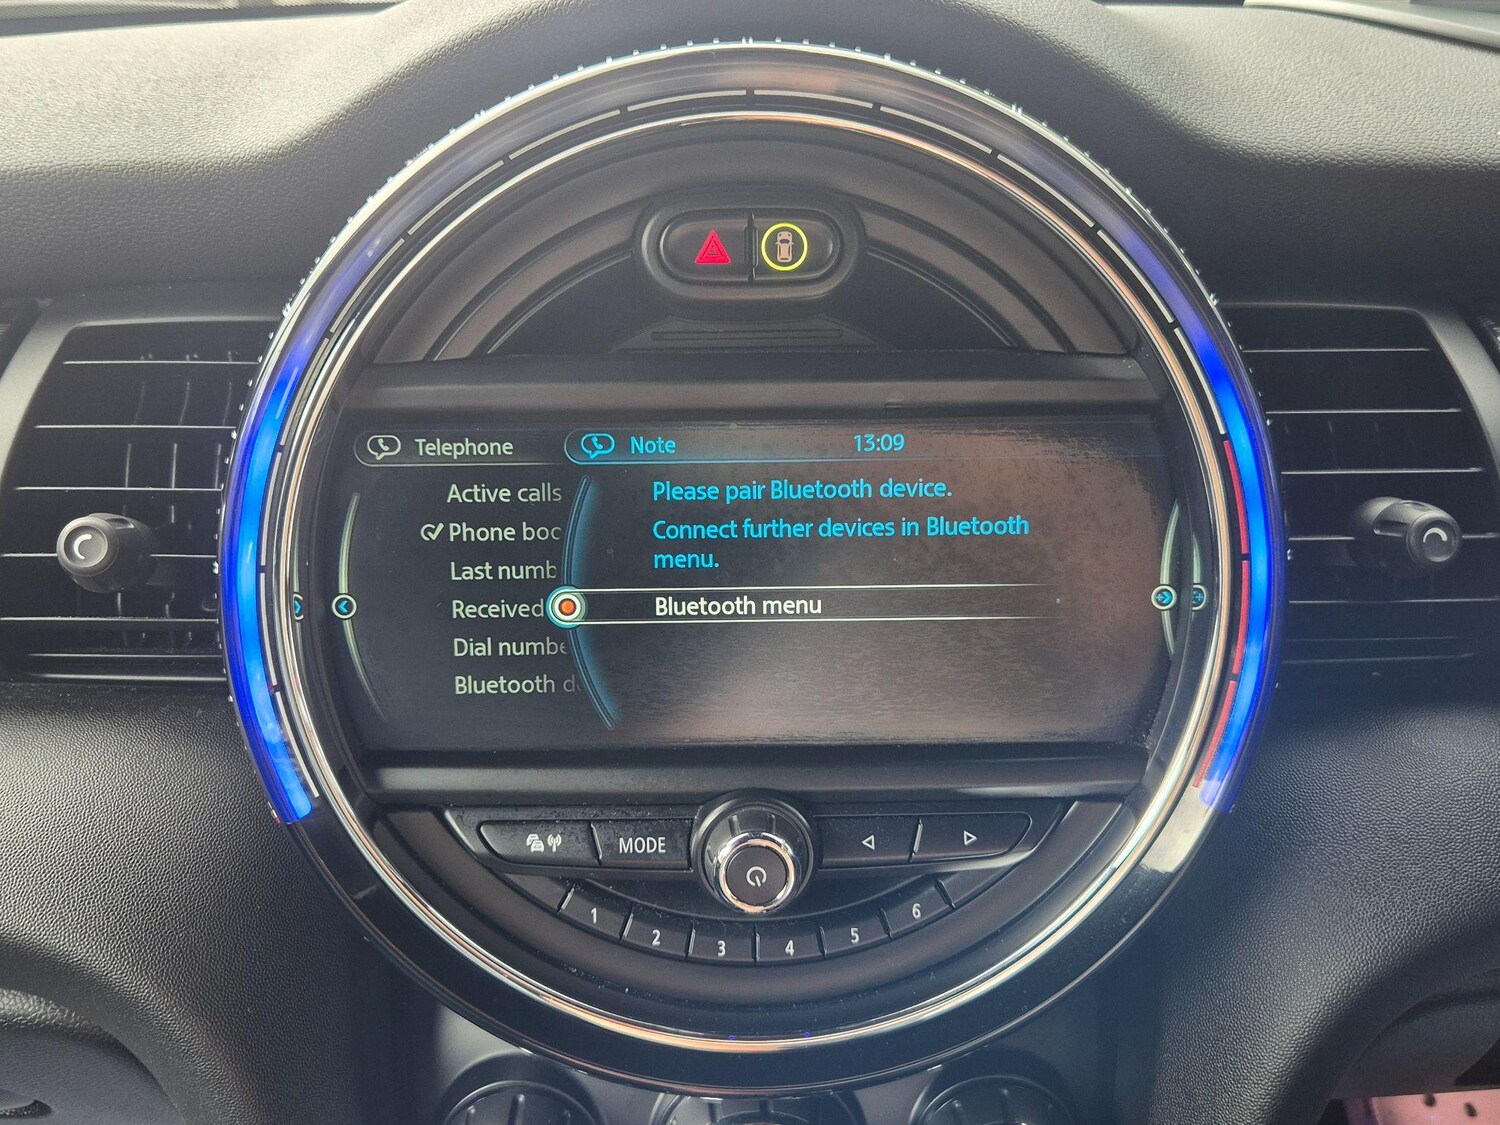 Telephone
Note
13:09
Active calls
Phone boo
Last numb
Received
Dial numbe
Bluetooth d
Please pair Bluetooth device.
Connect further devices in Bluetooth
menu.
Bluetooth menu
MODE
1
2
3
4
5
6